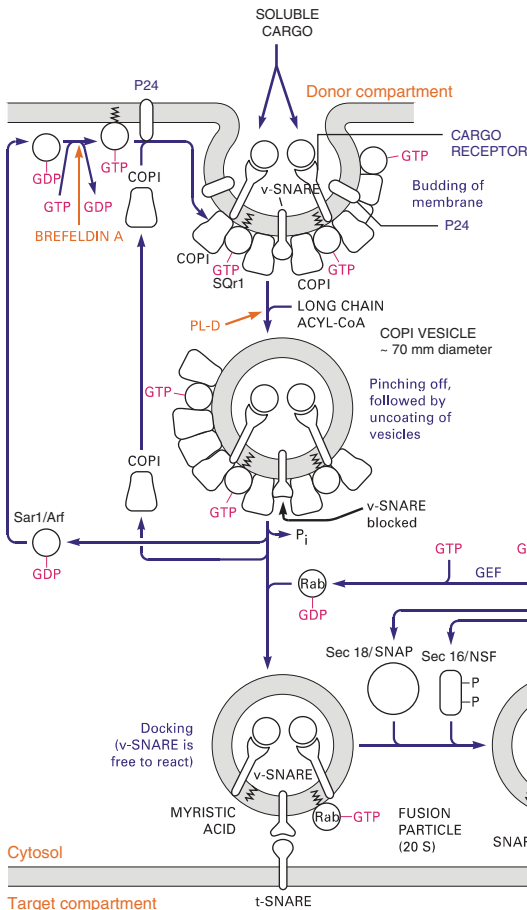 SOLUBLE
CARGO
P24
Donor compartment
CARGO
RECEPTOR
GTP
GDP
GTP
GTP
GDP
COPI
v-SNARE
Budding of
membrane
P24
BREFELDIN A
COPI
GTP
SQr1
COPI
GTP
PL-D
LONG CHAIN
ACYL-CoA
COPI VESICLE
~ 70 mm diameter
GTP
Pinching off,
followed by
uncoating of
vesicles
COPI
GTP
v-SNARE
blocked
Sar1/Arf
Pi
GDP
GTP
G
GEF
Rab
GDP
Sec 18/SNAP
Sec 16/NSF
P
P
Docking
(v-SNARE is
free to react)
v-SNARE
MYRISTIC
ACID
Rab
GTP
FUSION
PARTICLE
(20 S)
SNAF
Cytosol
t-SNARE
Target compartment